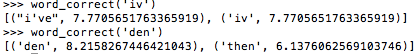 >>> word_correct('iv')
[("i've", 7.7705651763365919), ('iv', 7.7705651763365919)]
>>> word_correct('den')
[('den', 8.2158267446421043), ('then', 6.1376062569103746)]